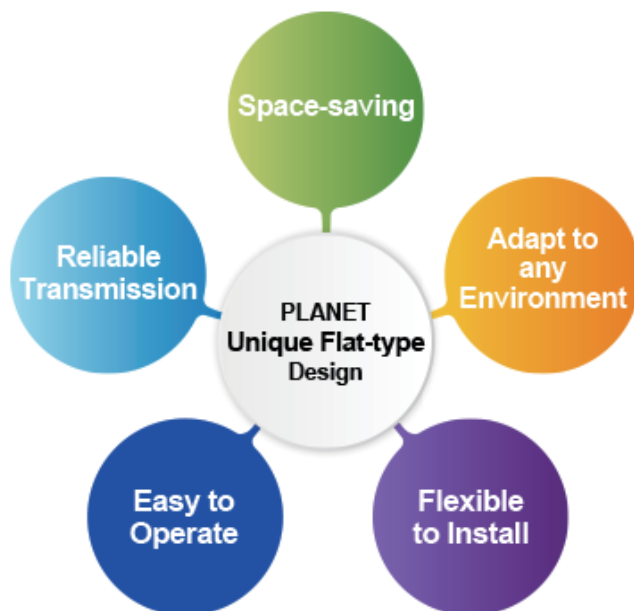 Space-saving
Reliable
Transmission
Adapt to
any
Environment
PLANET
Unique Flat-type
Design
Easy to
Operate
Flexible
to Install